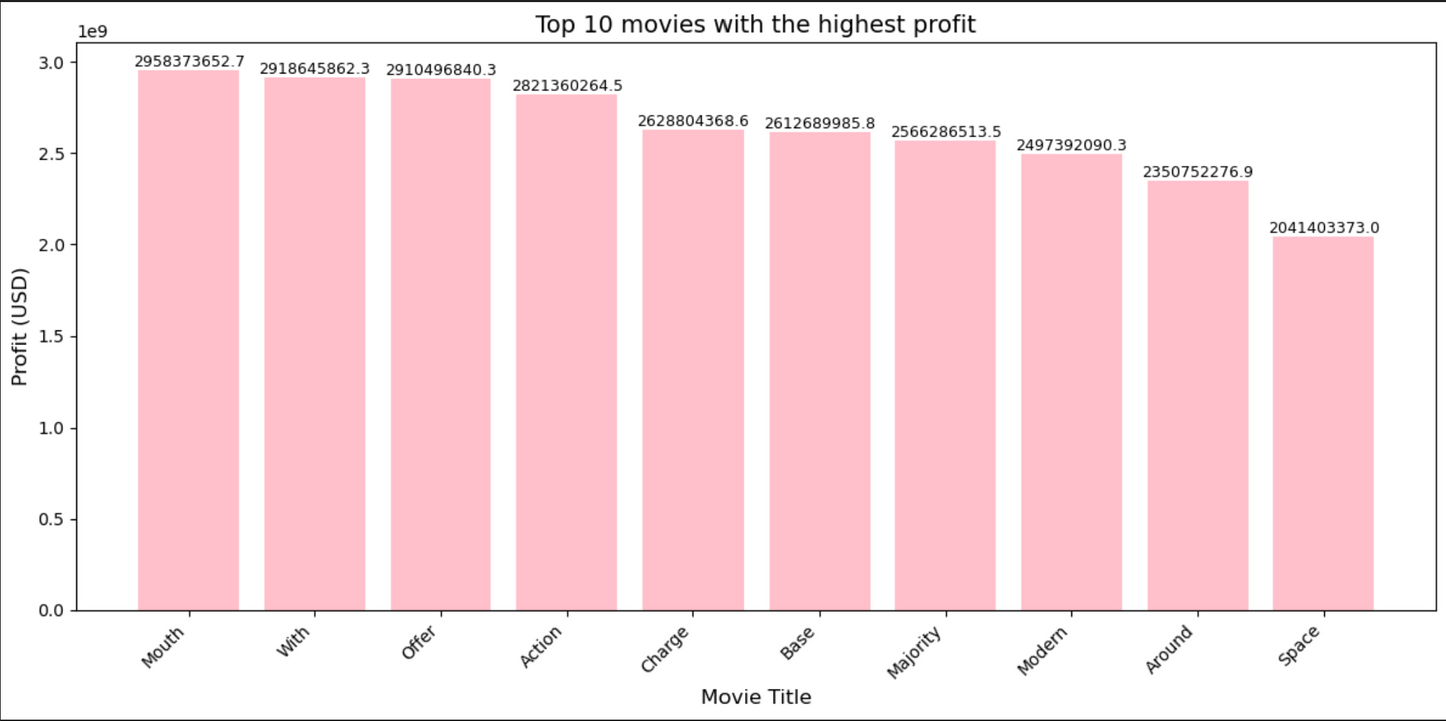 Top 10 movies with the highest profit
1e9
3.0
2.5
2.0
1.5
1.0
0.5
0.0
Profit (USD)
2958373652.7
2918645862.3
2910496840.3
2821360264.5
2628804368.6
2612689985.8
2566286513.5
2497392090.3
2350752276.9
2041403373.0
Mouth
With
Offer
Action
Charge
Base
Majority
Modern
Around
Space
Movie Title